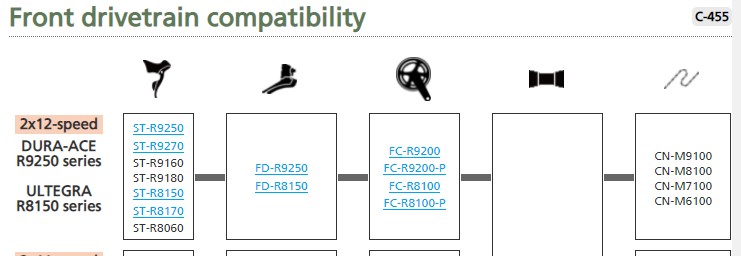 Front drivetrain compatibility
C-455
2x12-speed
DURA-ACE
R9250 series
ULTEGRA
R8150 series
ST-R9250
ST-R9270
ST-R9160
ST-R9180
ST-R8150
ST-R8170
ST-R8060
FD-R9250
FD-R8150
FC-R9200
FC-R9200-P
FC-R8100
FC-R8100-P
CN-M9100
CN-M8100
CN-M7100
CN-M6100